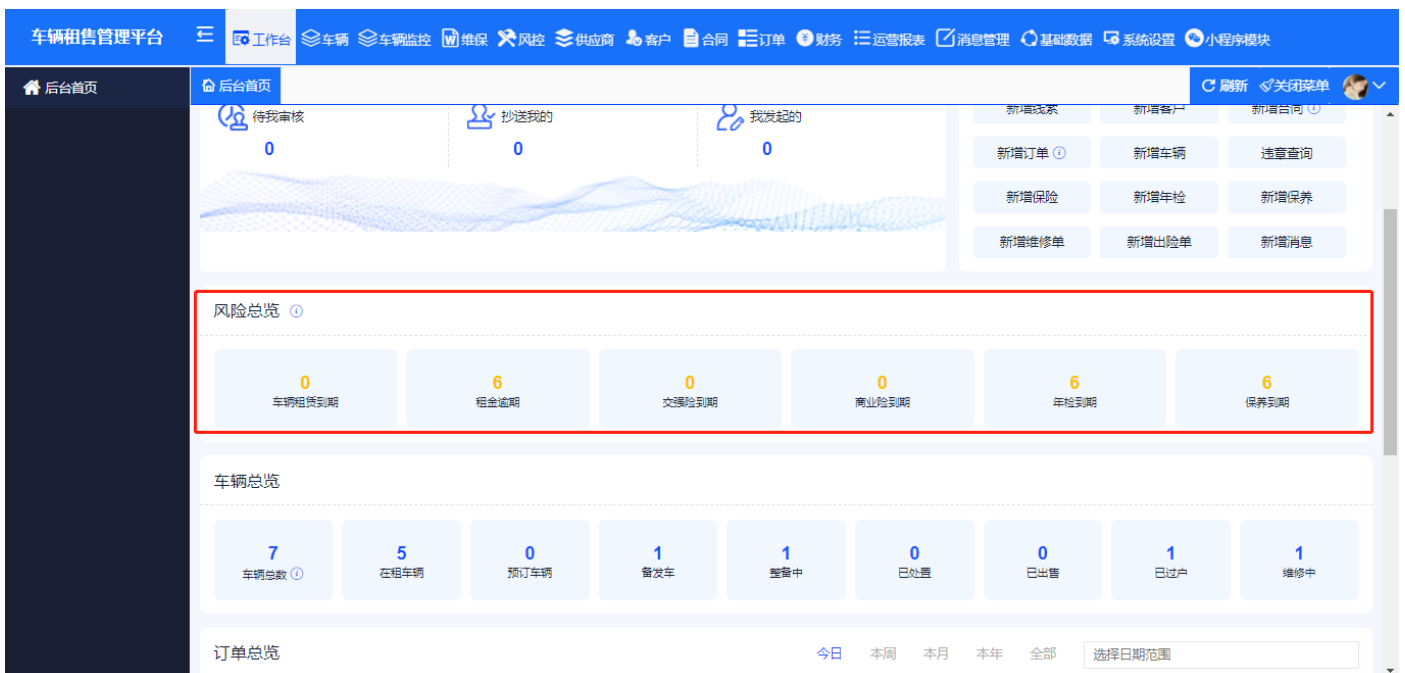 车辆租售管理平台 工作台 车辆 车辆监控 维保 风控 供应商 客户 合同 订单 财务 运营报表 消息管理 基础数据 系统设置 小程序模块
后台首页 后台首页 刷新 关闭菜单
待我审核 抄送我的 我发起的
0 0 0
新增线索 新增客户 新增合同
新增订单 新增车辆 违章查询
新增保险 新增年检 新增保养
新增维修单 新增出险单 新增消息
风险总览
0 6 0 0 6 6
车辆租赁到期 租金逾期 交强险到期 商业险到期 年检到期 保养到期
车辆总览
7 5 0 1 1 0 0 1 1
车辆总数 在租车辆 预订车辆 备发车 整备中 已处置 已出售 已过户 维修中
订单总览 今日 本周 本月 本年 全部 选择日期范围